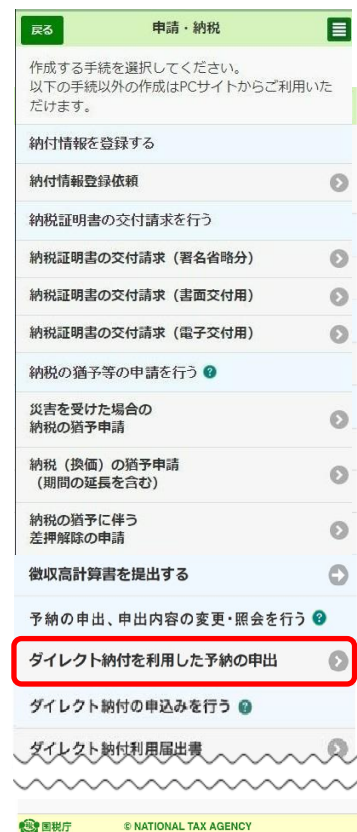 戻る
申請・納税
作成する手続を選択してください。
以下の手続以外の作成はPCサイトからご利用いた
だけます。
納付情報を登録する
納付情報登録依頼
納税証明書の交付請求を行う
納税証明書の交付請求（署名省略分）
納税証明書の交付請求（書面交付用）
納税証明書の交付請求（電子交付用）
納税の猶予等の申請を行う ?
災害を受けた場合の
納税の猶予申請
納税（換価）の猶予申請
（期間の延長を含む）
納税の猶予に伴う
差押解除の申請
徴収高計算書を提出する
予納の申出、申出内容の変更・照会を行う ?
ダイレクト納付を利用した予納の申出
ダイレクト納付の申込みを行う ?
ダイレクト納付利用届出書
国税庁 © NATIONAL TAX AGENCY